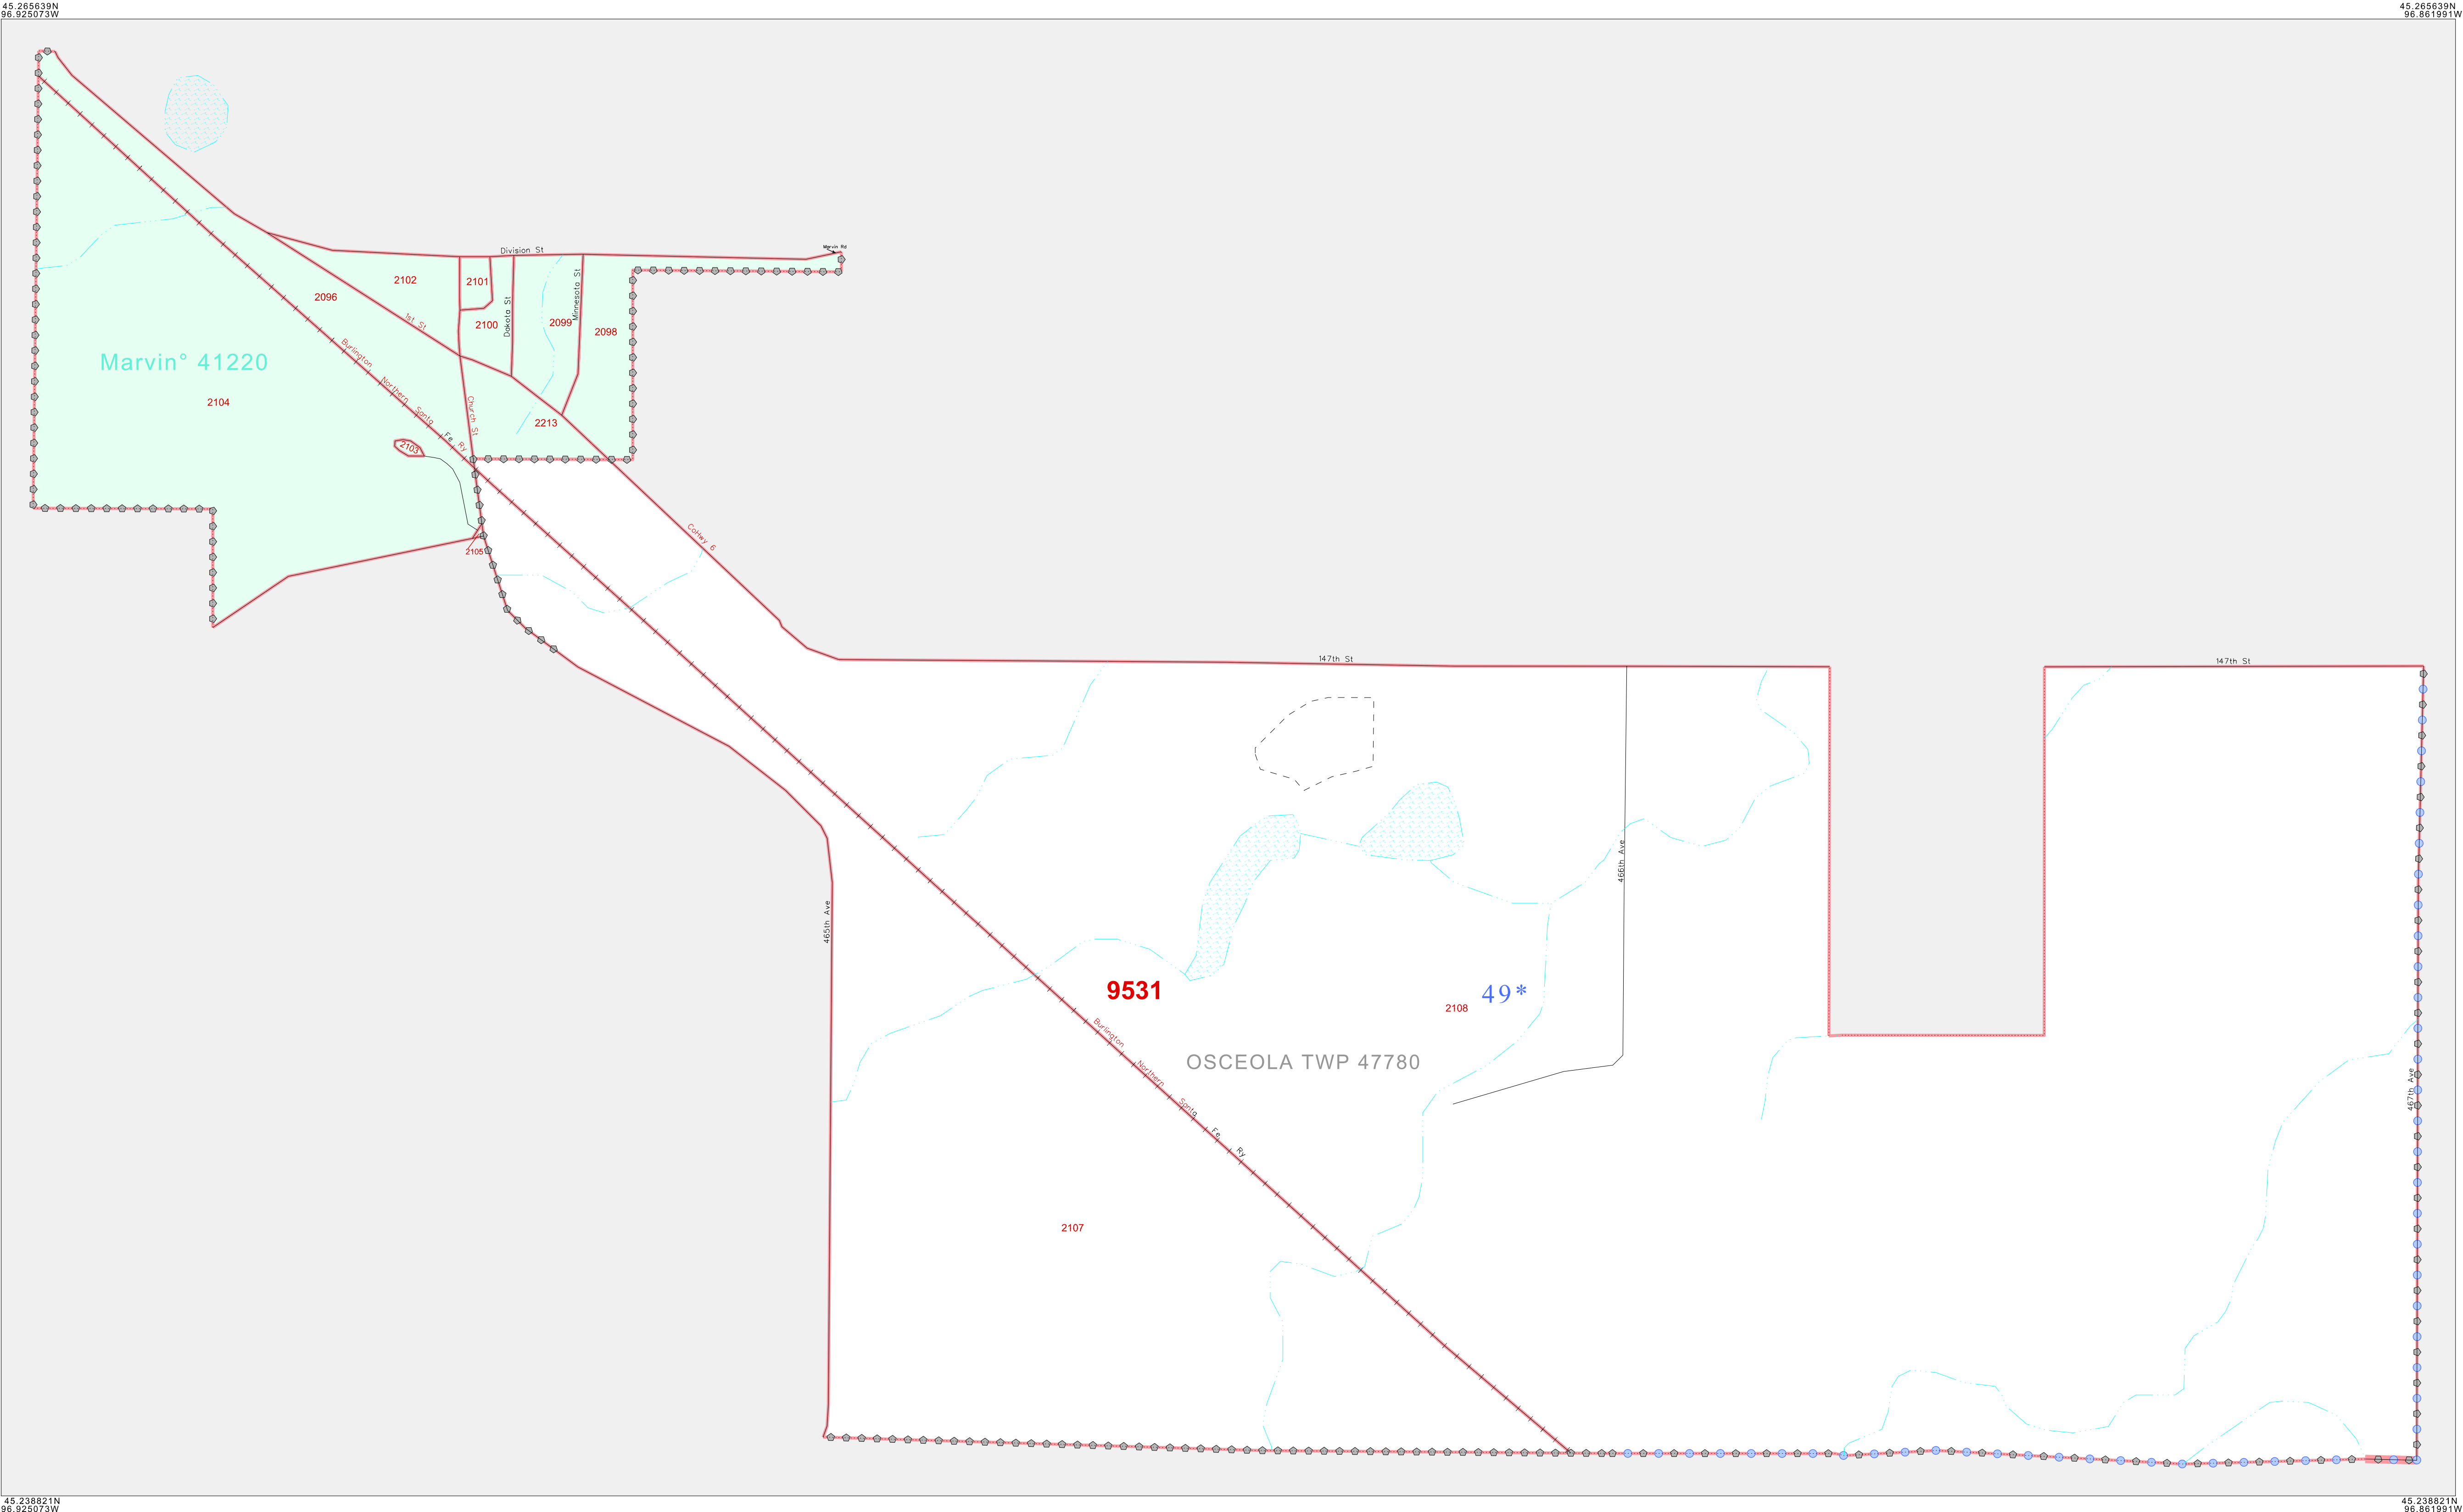 45.265639N
96.925073W
45.265639N
96.861991W
Marvin Rd
Division St
2102
2101
2096
Minnesota St
Dakota St
1st St
2100
2099
2098
Marvin° 41220
Burlington Northern Santa Fe Ry
2104
Church St
2213
2103
2105
CoHwy 6
147th St
147th St
466th Ave
465th Ave
9531
49*
2108
Burlington Northern Santa Fe Ry
OSCEOLA TWP 47780
467th Ave
2107
45.238821N
96.925073W
45.238821N
96.861991W